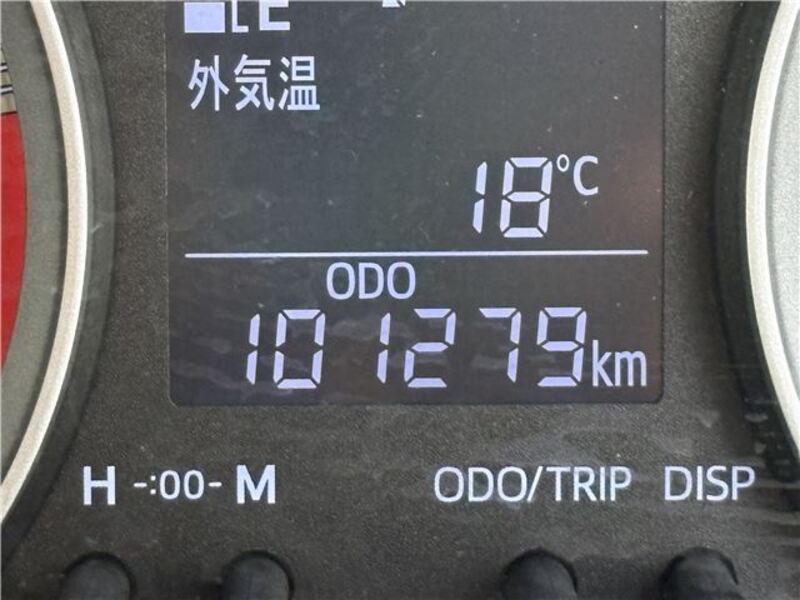 E
外気温
18°C
ODO
101279km
H -:00- M ODO/TRIP DISP